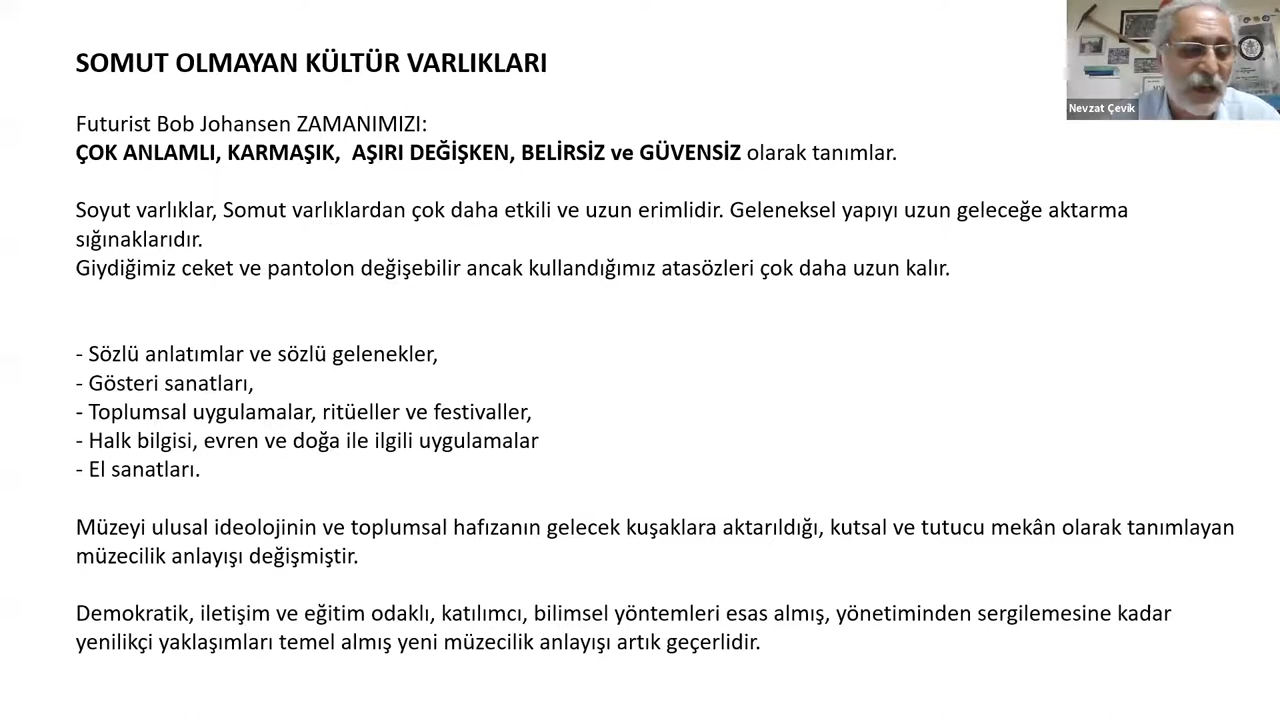 SOMUT OLMAYAN KÜLTÜR VARLIKLARI
Nevzat Çevik
Futurist Bob Johansen ZAMANIMIZI:
ÇOK ANLAMLI, KARMAŞIK,  AŞIRI DEĞİŞKEN, BELİRSİZ ve GÜVENSİZ olarak tanımlar.
Soyut varlıklar, Somut varlıklardan çok daha etkili ve uzun erimlidir. Geleneksel yapıyı uzun geleceğe aktarma
sığınaklarıdır.
Giydiğimiz ceket ve pantolon değişebilir ancak kullandığımız atasözleri çok daha uzun kalır.
- Sözlü anlatımlar ve sözlü gelenekler,
- Gösteri sanatları,
- Toplumsal uygulamalar, ritüeller ve festivaller,
- Halk bilgisi, evren ve doğa ile ilgili uygulamalar
- El sanatları.
Müzeyi ulusal ideolojinin ve toplumsal hafızanın gelecek kuşaklara aktarıldığı, kutsal ve tutucu mekân olarak tanımlayan
müzecilik anlayışı değişmiştir.
Demokratik, iletişim ve eğitim odaklı, katılımcı, bilimsel yöntemleri esas almış, yönetiminden sergilemesine kadar
yenilikçi yaklaşımları temel almış yeni müzecilik anlayışı artık geçerlidir.